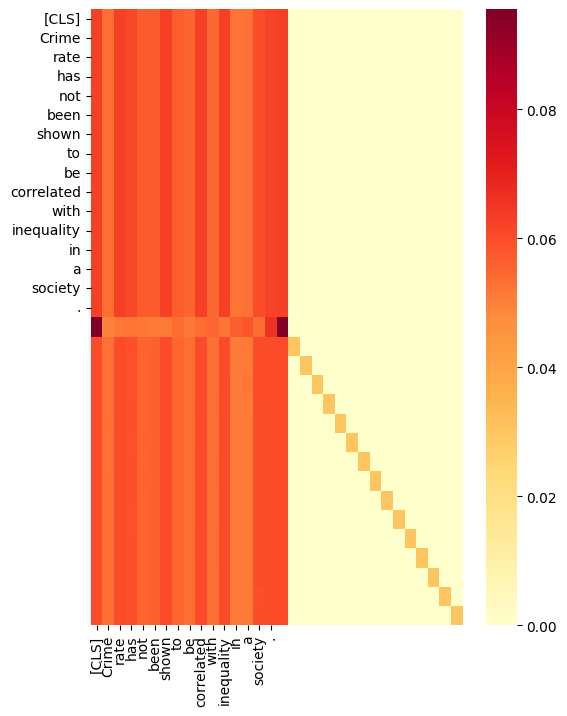 [CLS]
Crime
rate
has
not
been
shown
to
be
correlated
with
inequality
in
a
society
.
0.08
0.06
0.04
0.02
0.00
[CLS]
Crime
rate
has
not
been
shown
to
be
correlated
with
inequality
in
a
society
.